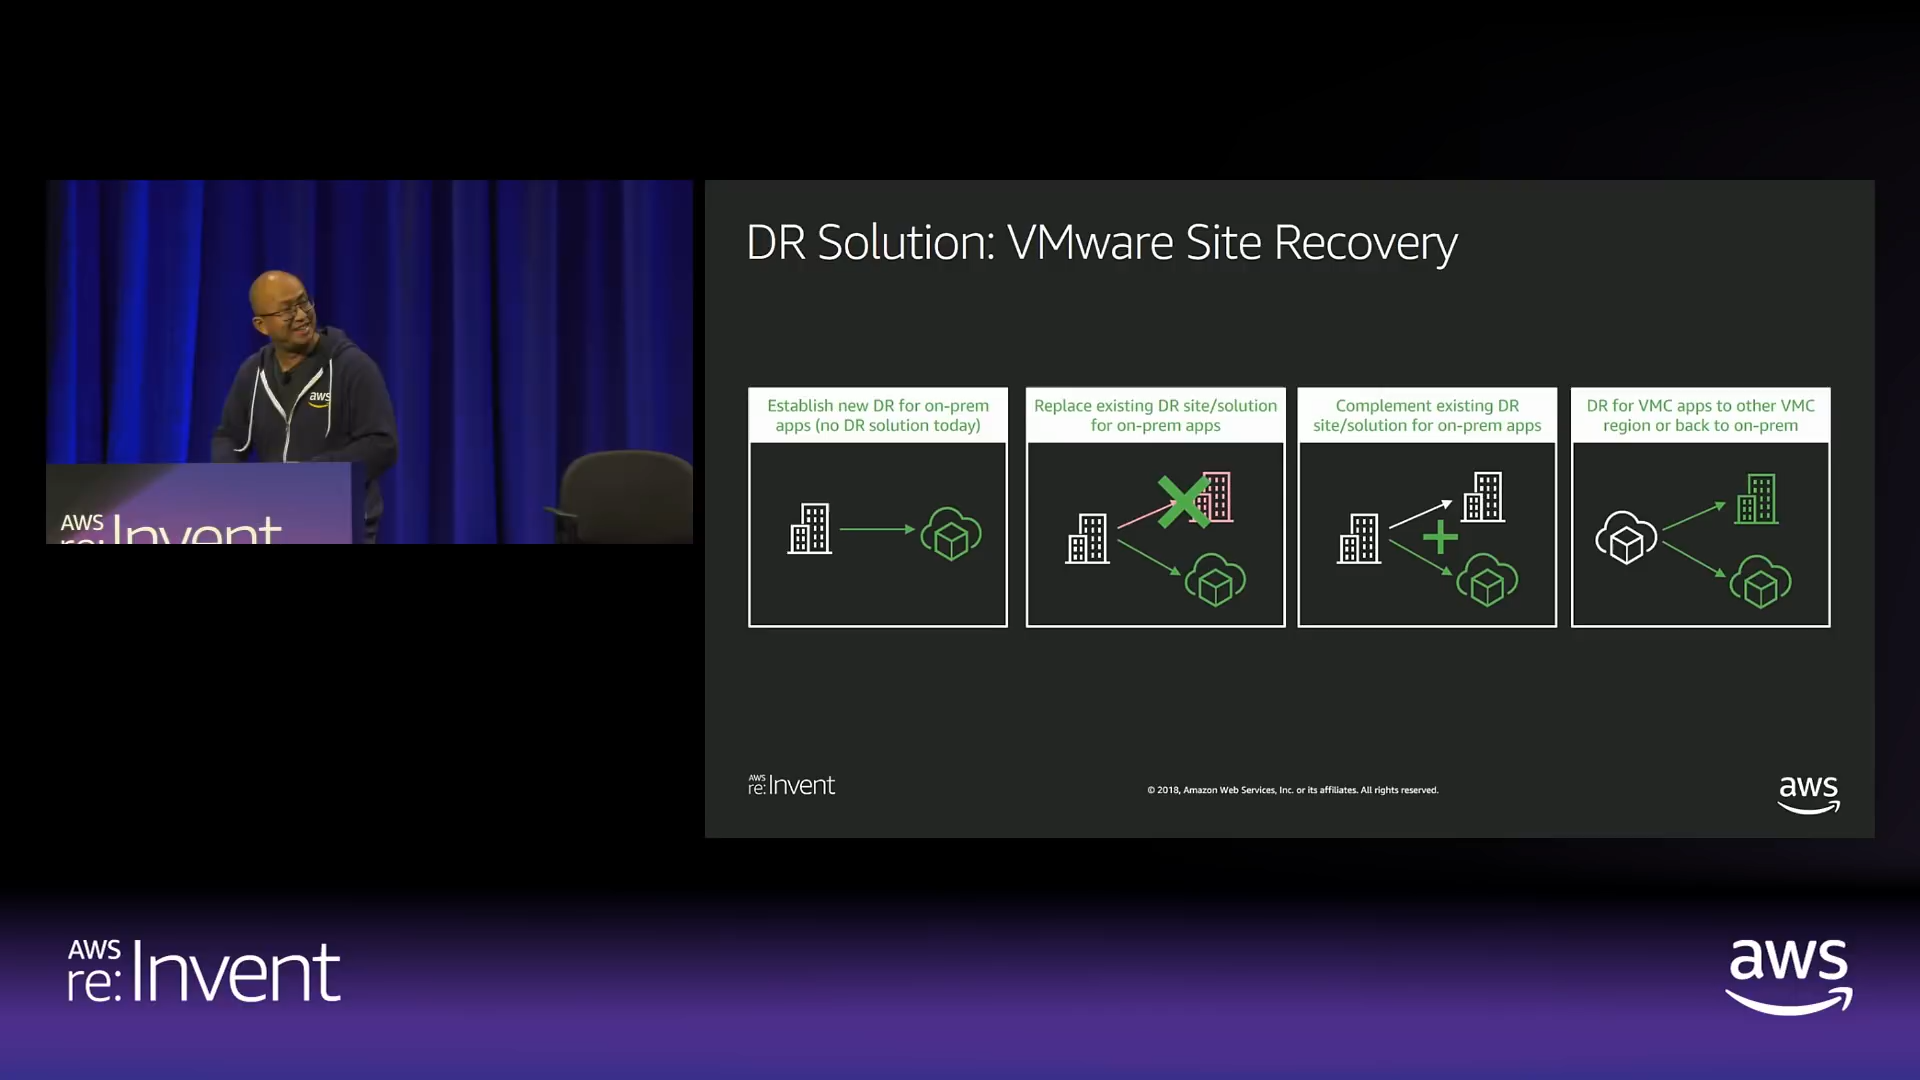 DR Solution: VMware Site Recovery
Establish new DR for on-prem
apps (no DR solution today)
Replace existing DR site/solution
for on-prem apps
Complement existing DR
site/solution for on-prem apps
DR for VMC apps to other VMC
region or back to on-prem
aws
AWS
re:Invent
AWS
re:Invent
© 2018, Amazon Web Services, Inc. or its affiliates. All rights reserved.
aws
AWS
re:Invent
aws